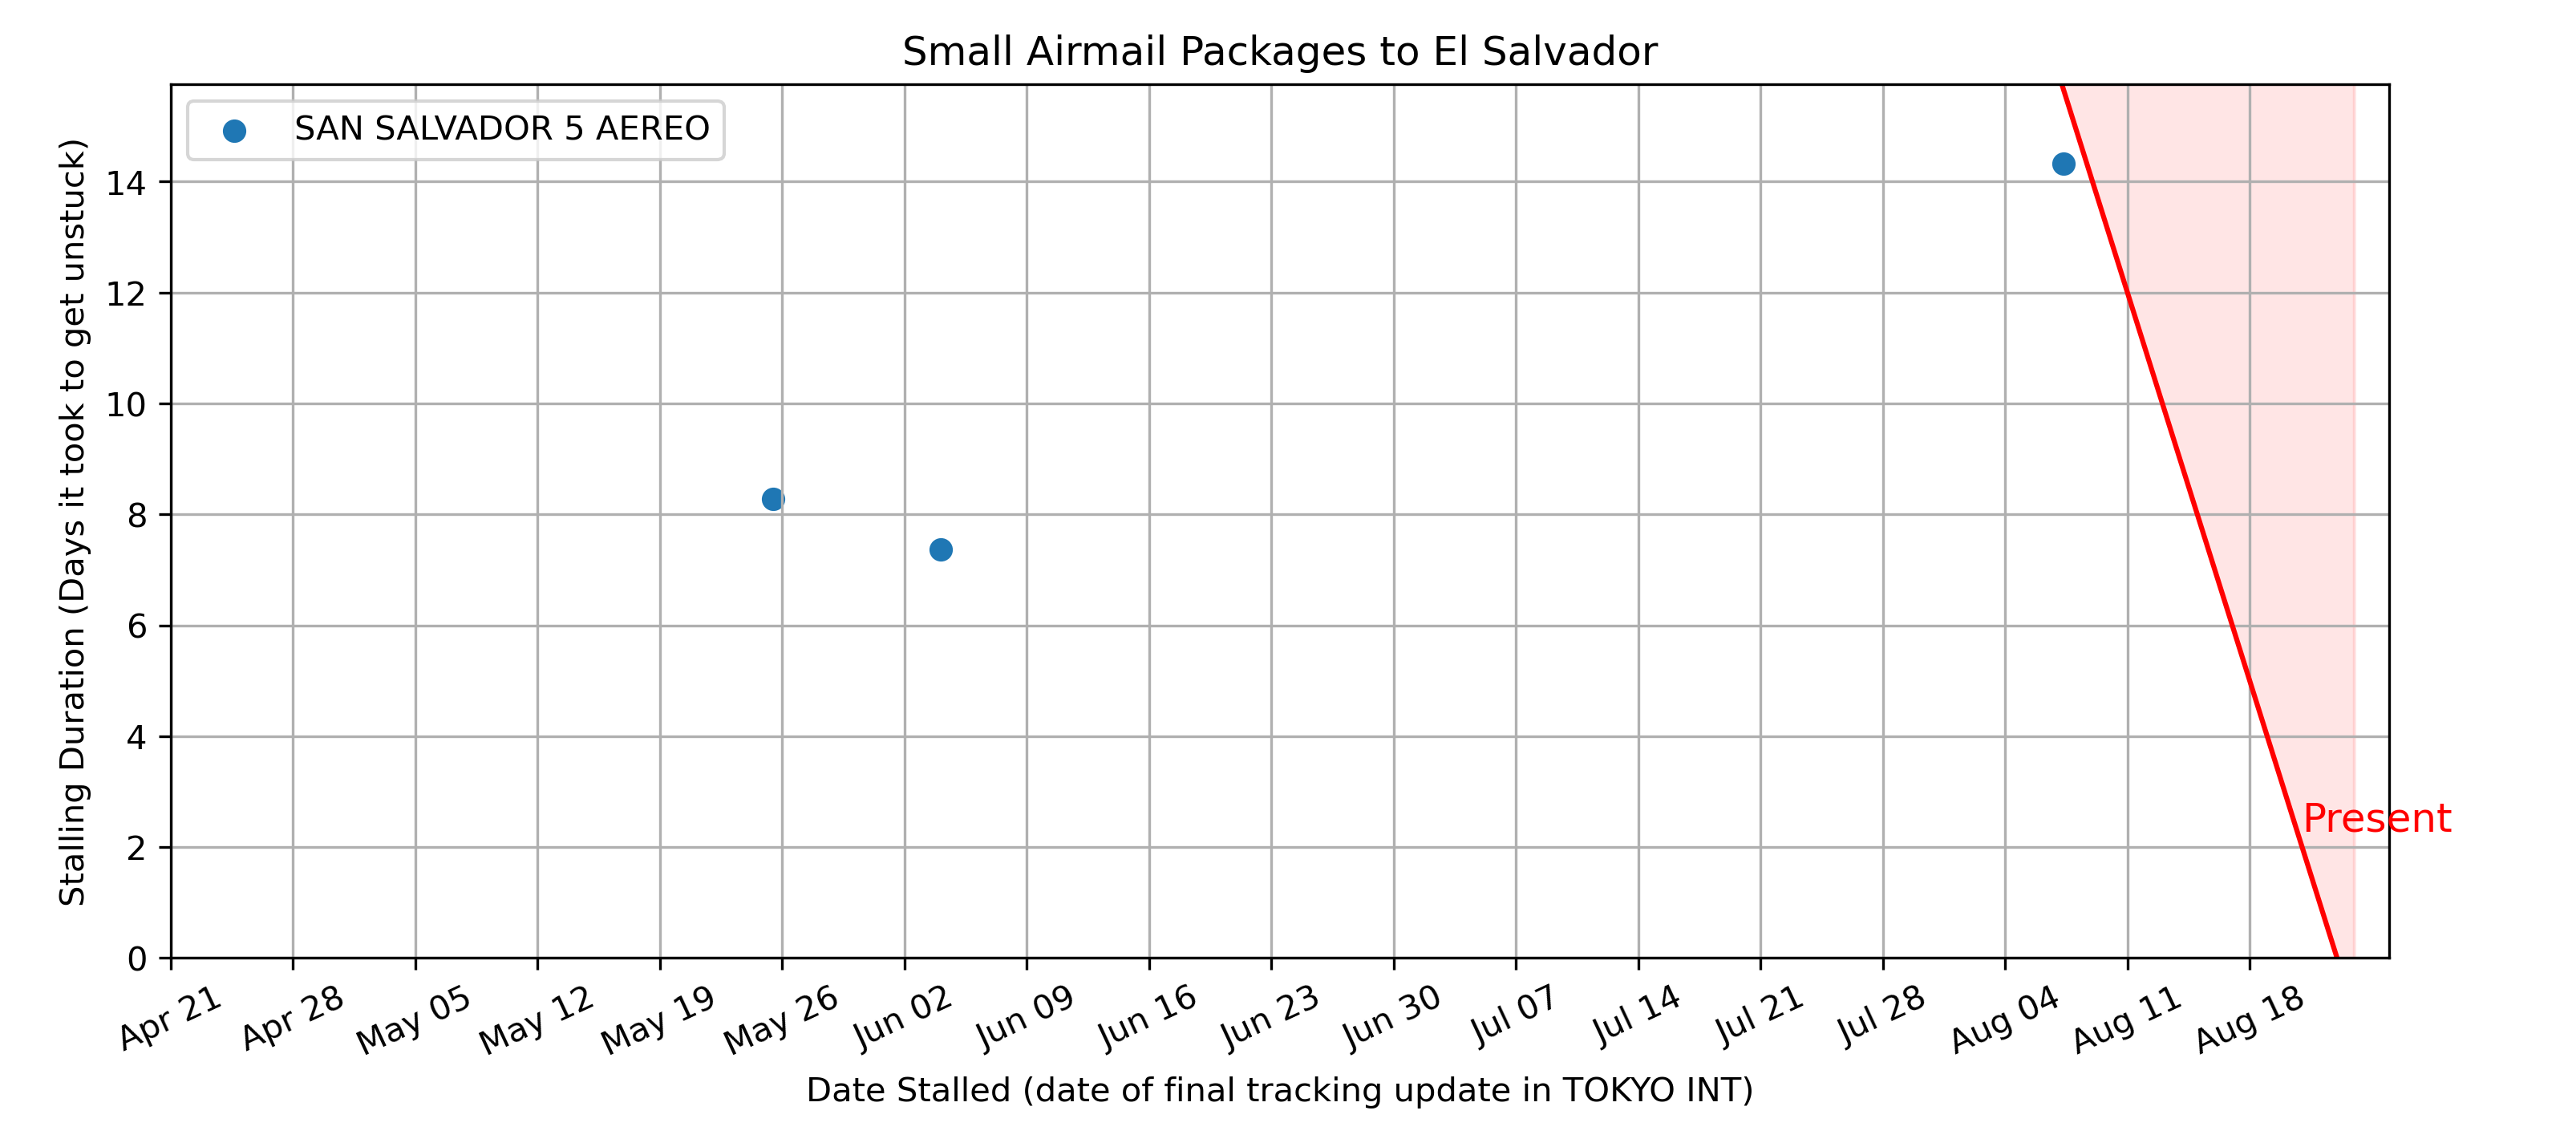 Small Airmail Packages to El Salvador
SAN SALVADOR 5 AEREO
Stalling Duration (Days it took to get unstuck)
14
12
10
8
6
4
2
0
Present
Apr 21
Apr 28
May 05
May 12
May 19
May 26
Jun 02
Jun 09
Jun 16
Jun 23
Jun 30
Jul 07
Jul 14
Jul 21
Jul 28
Aug 04
Aug 11
Aug 18
Date Stalled (date of final tracking update in TOKYO INT)